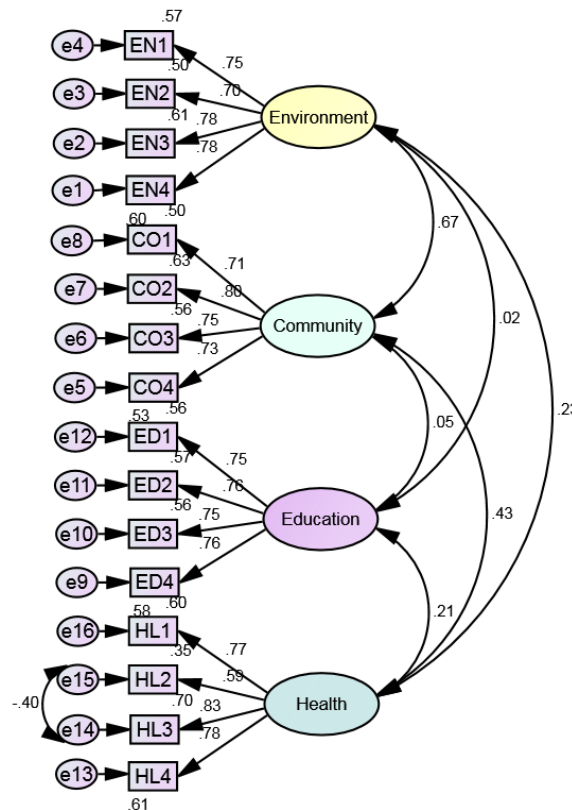 .57
e4 EN1 .75
.50
e3 EN2 .70
Environment
.61 .78
e2 EN3 .78
e1 EN4
.50
.60
e8 CO1 .67
.63 .71
e7 CO2 .80
.02
.56 .75
Community
e6 CO3 .73
e5 CO4
.56
.53
e12 ED1 .05
.57 .75
e11 ED2 .76
.43
.56 .75
Education
e10 ED3 .76
e9 ED4
.60
.58
e16 HL1 .21
.35 .77
e15 HL2 .59
-.40
.70 .83
Health
e14 HL3 .78
e13 HL4
.61